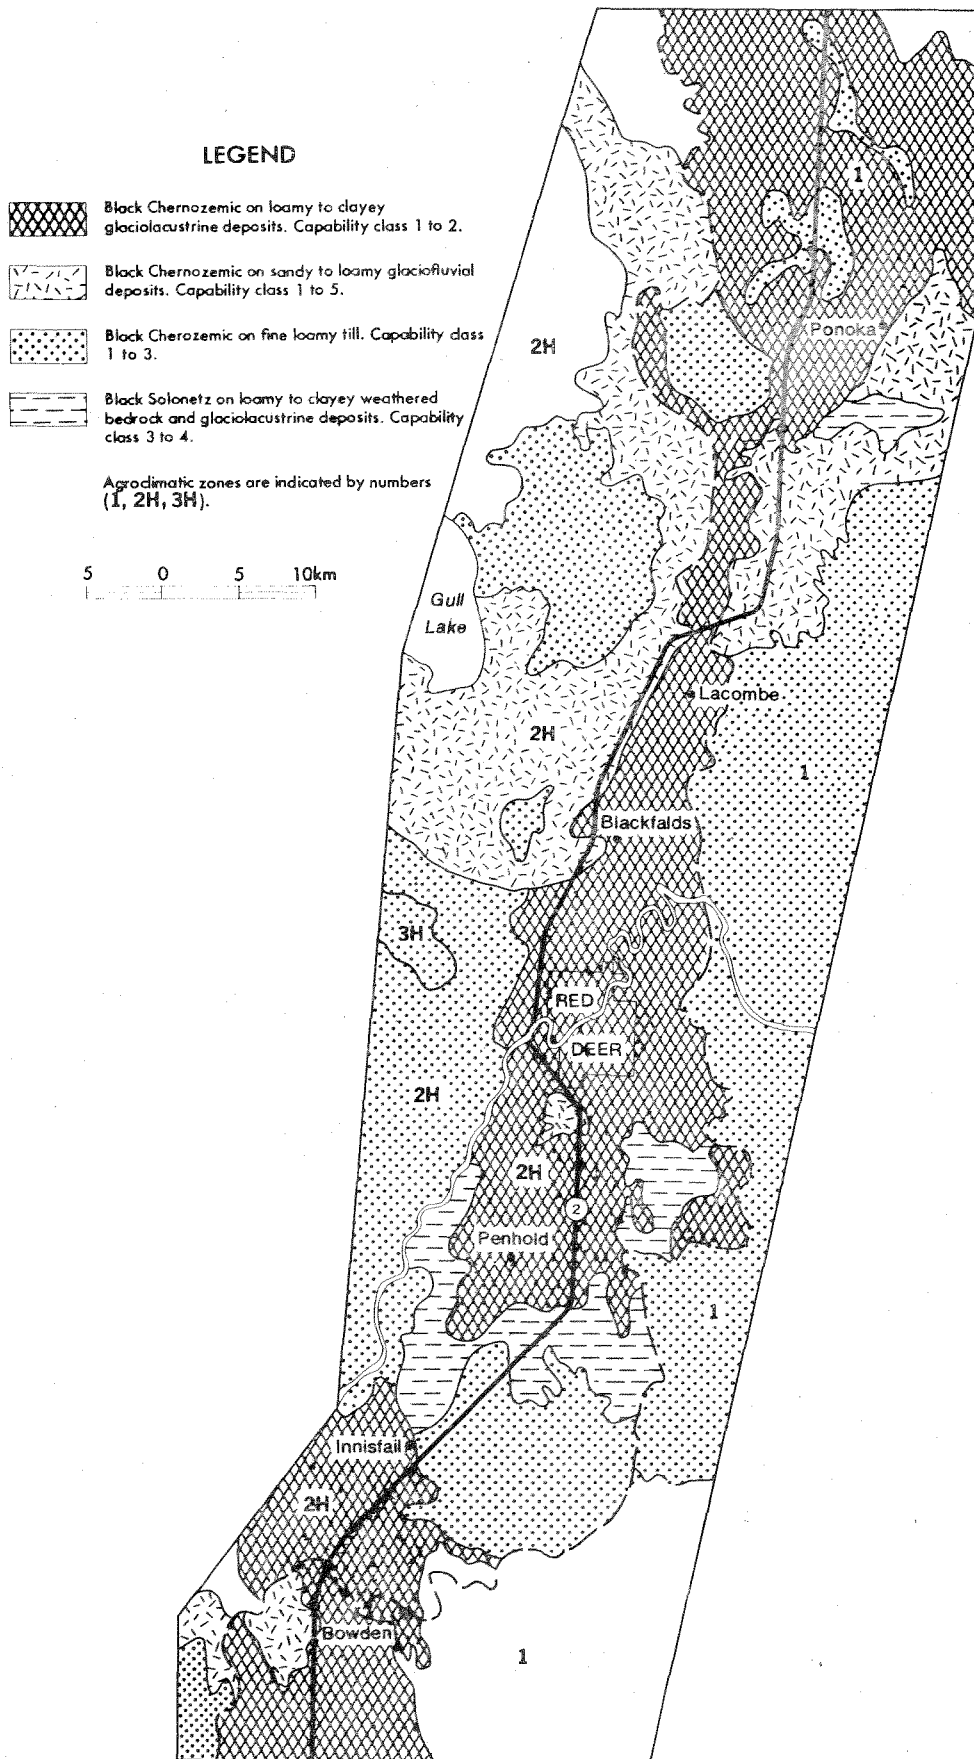 LEGEND
Black Chernozemic on loamy to clayey
glaciolacustrine deposits. Capability class 1 to 2.
Black Chernozemic on sandy to loamy glaciofluvial
deposits. Capability class 1 to 5.
Black Cherozemic on fine loamy till. Capability class
1 to 3.
Black Solonetz on loamy to clayey weathered
bedrock and glaciolacustrine deposits. Capability
class 3 to 4.
Agroclimatic zones are indicated by numbers
(1, 2H, 3H).
5 0 5 10km
1
Ponoka
2H
Gull
Lake
Lacombe
2H
1
Blackfalds
3H
RED
DEER
2H
2H
2
Penhold
1
Innisfail
2H
Bowden
1